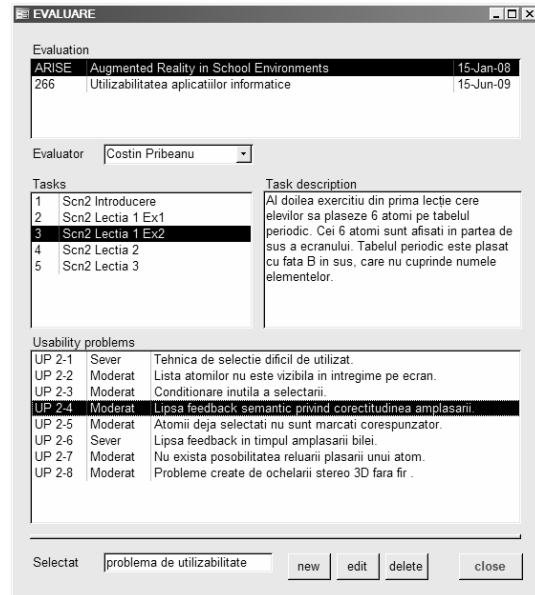 EVALUARE
Evaluation
ARISE Augmented Reality in School Environments 15-Jan-08
266 Utilizabilitatea aplicatiilor informatice 15-Jun-09
Evaluator Costin Pribeanu
Tasks
1 Scn2 Introducere
2 Scn2 Lectia 1 Ex1
3 Scn2 Lectia 1 Ex2
4 Scn2 Lectia 2
5 Scn2 Lectia 3
Task description
Al doilea exercitiu din prima lecție cere
elevilor sa plaseze 6 atomi pe tabelul
periodic. Cei 6 atomi sunt afisati in partea de
sus a ecranului. Tabelul periodic este plasat
cu fata B in sus, care nu cuprinde numele
elementelor.
Usability problems
UP 2-1 Sever Tehnica de selectie dificil de utilizat.
UP 2-2 Moderat Lista atomilor nu este vizibila in intregime pe ecran.
UP 2-3 Moderat Conditionare inutila a selectarii.
UP 2-4 Moderat Lipsa feedback semantic privind corectitudinea amplasarii.
UP 2-5 Moderat Atomii deja selectati nu sunt marcati corespunzator.
UP 2-6 Sever Lipsa feedback in timpul amplasarii bilei.
UP 2-7 Moderat Nu exista posobilitatea reluarii plasarii unui atom.
UP 2-8 Moderat Probleme create de ochelarii stereo 3D fara fir .
Selectat problema de utilizabilitate new edit delete close